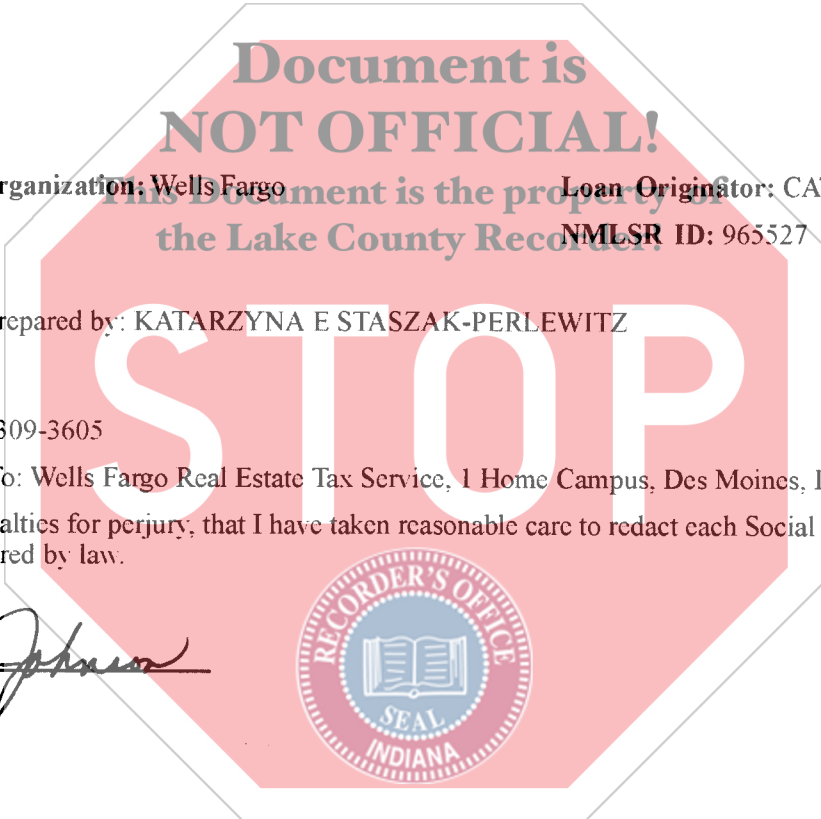 Document is
NOT OFFICIAL!
rganization: Wells Fargo
This Document is the property of
Loan Originator: CA
the Lake County Recorder!
NMLSR ID: 965527
repared by: KATARZYNA E STASZAK-PERLEWITZ
STOP
309-3605
o: Wells Fargo Real Estate Tax Service, 1 Home Campus, Des Moines, I
alties for perjury, that I have taken reasonable care to redact each Social
red by law.
Johnson
RECORDER'S OFFICE
SEAL
INDIANA